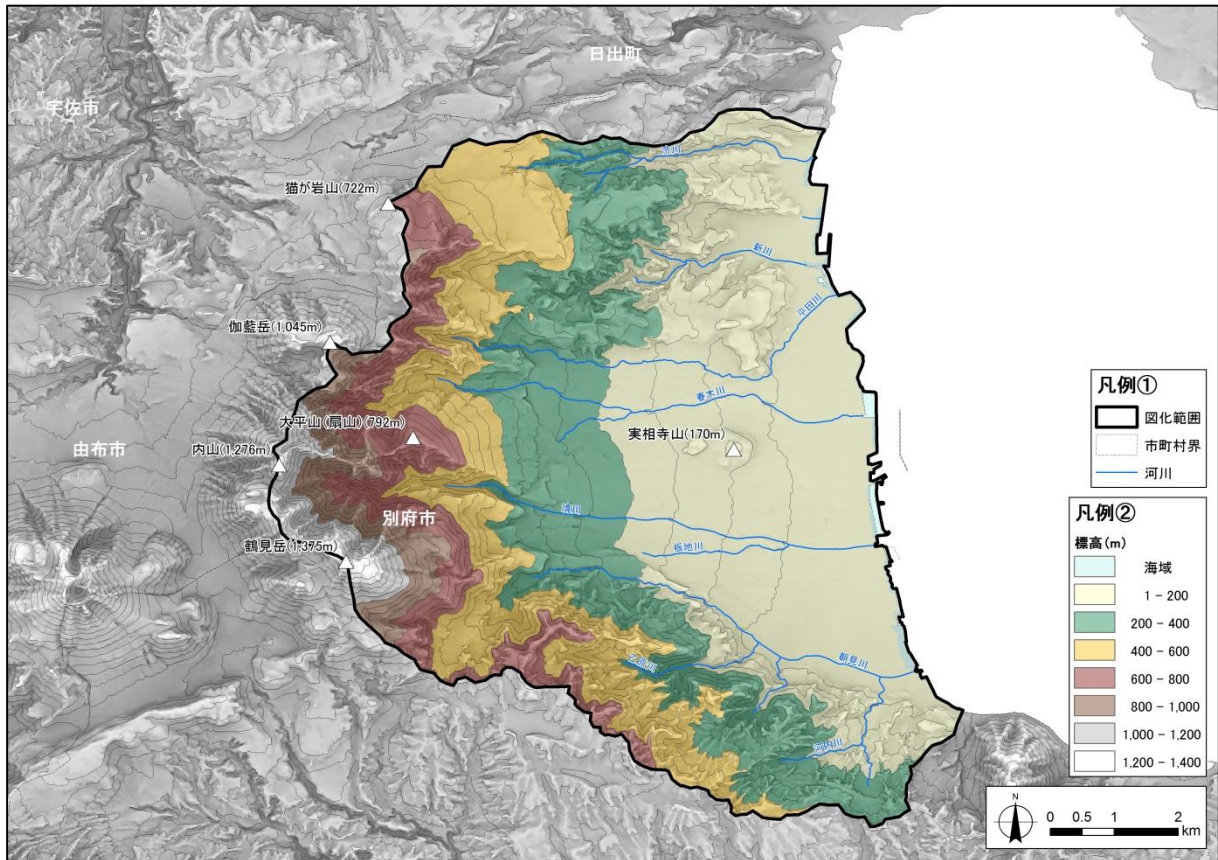 日出町
宇佐市
冷川
猫が岩山(722m)
新川
平田川
伽藍岳(1,045m)
春木川
大平山(扇山)(792m)
実相寺山(170m)
由布市
内山(1,276m)
境川
別府市
板地川
鶴見岳(1,375m)
朝見川
乙原川
河内川
凡例①
図化範囲
市町村界
河川
凡例②
標高(m)
海域
1 - 200
200 - 400
400 - 600
600 - 800
800 - 1,000
1,000 - 1,200
1,200 - 1,400
N
0 0.5 1 2
km